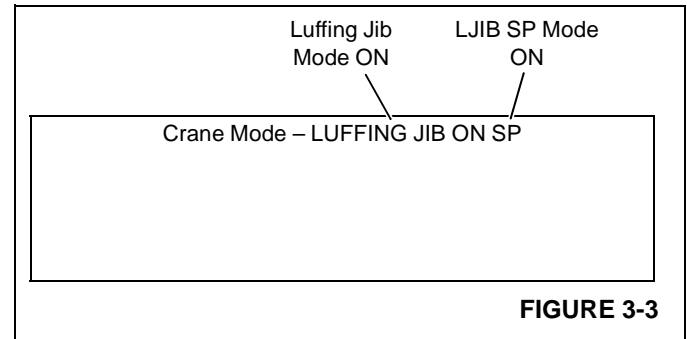 Luffing Jib Mode ON
LJIB SP Mode ON
Crane Mode – LUFFING JIB ON SP
FIGURE 3-3